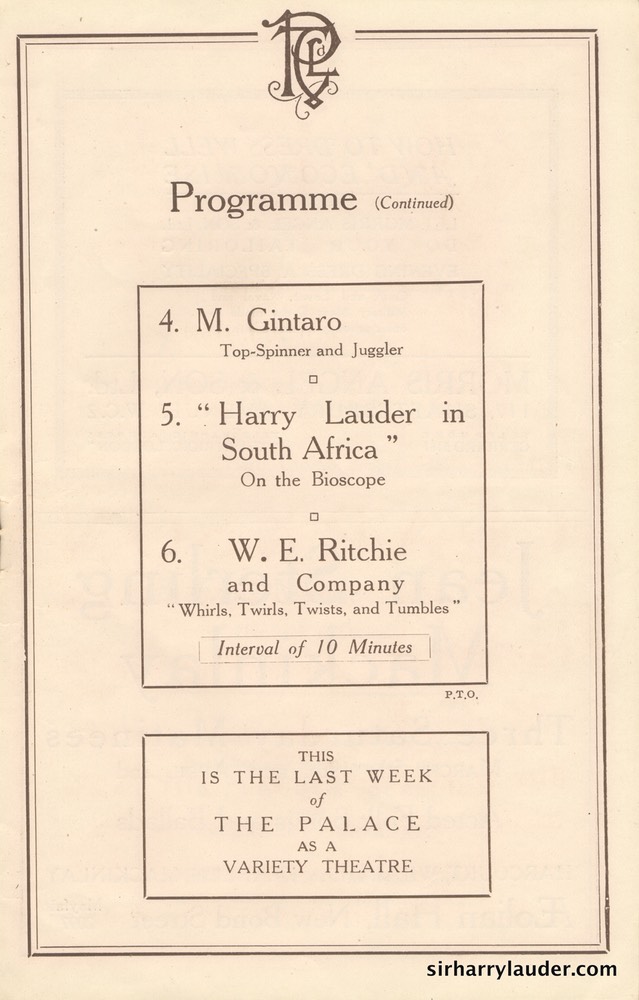 Programme (Continued)
4. M. Gintaro
Top-Spinner and Juggler
5. "Harry Lauder in
South Africa"
On the Bioscope
6. W. E. Ritchie
and Company
"Whirls, Twirls, Twists, and Tumbles"
Interval of 10 Minutes
P.T.O.
THIS
IS THE LAST WEEK
of
THE PALACE
AS A
VARIETY THEATRE
sirharrylauder.com